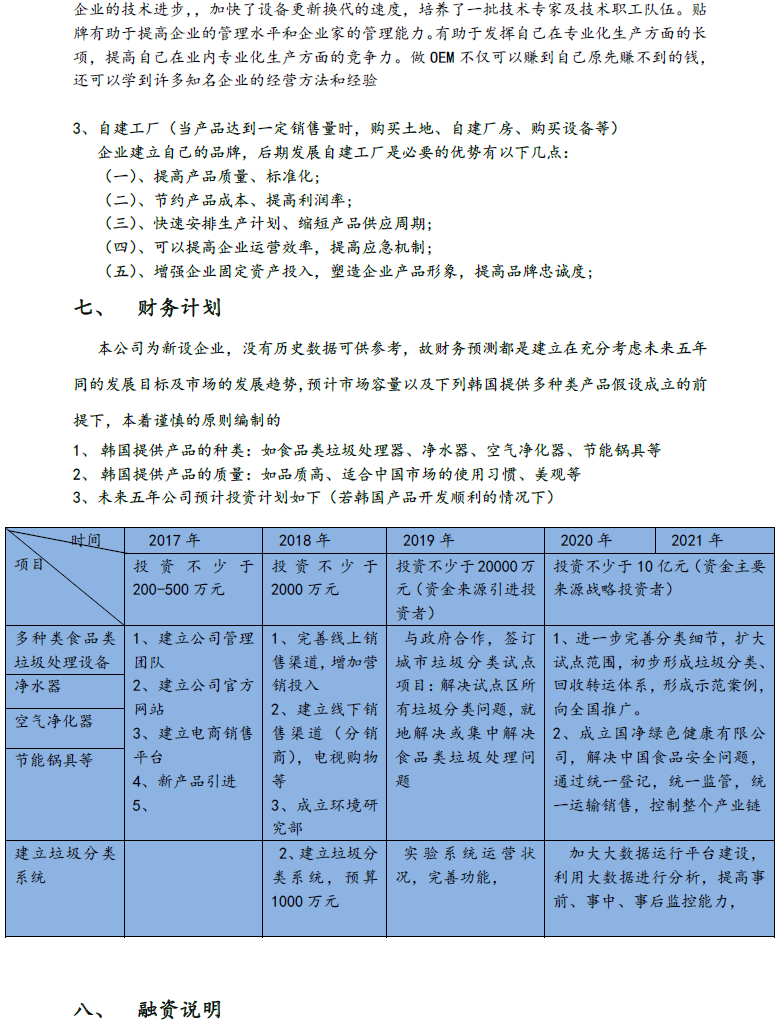 企业的技术进步,，加快了设备更新换代的速度，培养了一批技术专家及技术职工队伍。贴
牌有助于提高企业的管理水平和企业家的管理能力。有助于发挥自己在专业化生产方面的长
项，提高自己在业内专业化生产方面的竞争力。做 OEM 不仅可以赚到自己原先赚不到的钱，
还可以学到许多知名企业的经营方法和经验
3、自建工厂（当产品达到一定销售量时，购买土地、自建厂房、购买设备等）
企业建立自己的品牌，后期发展自建工厂是必要的优势有以下几点：
（一）、提高产品质量、标准化；
（二）、节约产品成本、提高利润率；
（三）、快速安排生产计划、缩短产品供应周期；
（四）、可以提高企业运营效率，提高应急机制；
（五）、增强企业固定资产投入，塑造企业产品形象，提高品牌忠诚度；
七、 财务计划
本公司为新设企业，没有历史数据可供参考，故财务预测都是建立在充分考虑未来五年
同的发展目标及市场的发展趋势，预计市场容量以及下列韩国提供多种类产品假设成立的前
提下，本着谨慎的原则编制的
1、 韩国提供产品的种类：如食品类垃圾处理器、净水器、空气净化器、节能锅具等
2、 韩国提供产品的质量：如品质高、适合中国市场的使用习惯、美观等
3、未来五年公司预计投资计划如下（若韩国产品开发顺利的情况下）
时间
项目
2017 年
2018 年
2019 年
2020 年
2021 年
投资不少于
200-500 万元
投资不少于
2000 万元
投资不少于 20000 万
元（资金来源引进投
资者）
投资不少于 10 亿元（资金主要
来源战略投资者）
多种类食品类
垃圾处理设备
净水器
空气净化器
节能锅具等
1、建立公司管理
团队
2、建立公司官方
网站
3、建立电商销售
平台
4、新产品引进
5、
1、完善线上销
售渠道，增加营
销投入
2、建立线下销
售渠道（分销
商），电视购物
等
3、成立环境研
究部
与政府合作，签订
城市垃圾分类试点
项目：解决试点区所
有垃圾分类问题，就
地解决或集中解决
食品类垃圾处理问
题
1、进一步完善分类细节，扩大
试点范围，初步形成垃圾分类、
回收转运体系，形成示范案例，
向全国推广。
2、成立国净绿色健康有限公
司，解决中国食品安全问题，
通过统一登记，统一监管，统
一运输销售，控制整个产业链
建立垃圾分类
系统
2、建立垃圾分
类系统，预算
1000 万元
实验系统运营状
况，完善功能，
加大大数据运行平台建设，
利用大数据进行分析，提高事
前、事中、事后监控能力，
八、 融资说明